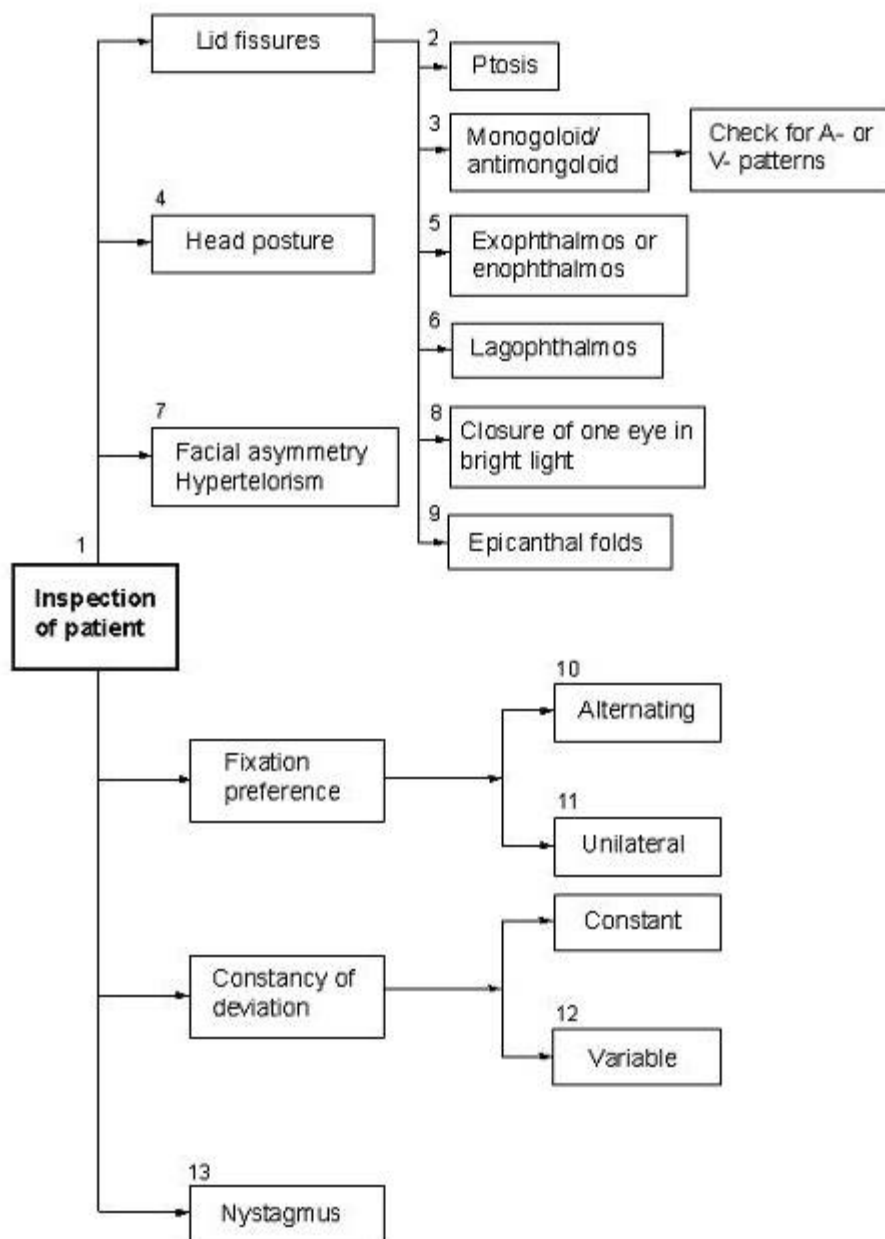 Lid fissures
2
Ptosis
3
Monogoloid/
antimongoloid
Check for A- or
V- patterns
4
Head posture
5
Exophthalmos or
enophthalmos
6
Lagophthalmos
7
Facial asymmetry
Hypertelorism
8
Closure of one eye in
bright light
9
Epicanthal folds
1
Inspection
of patient
10
Alternating
Fixation
preference
11
Unilateral
Constant
Constancy of
deviation
12
Variable
13
Nystagmus